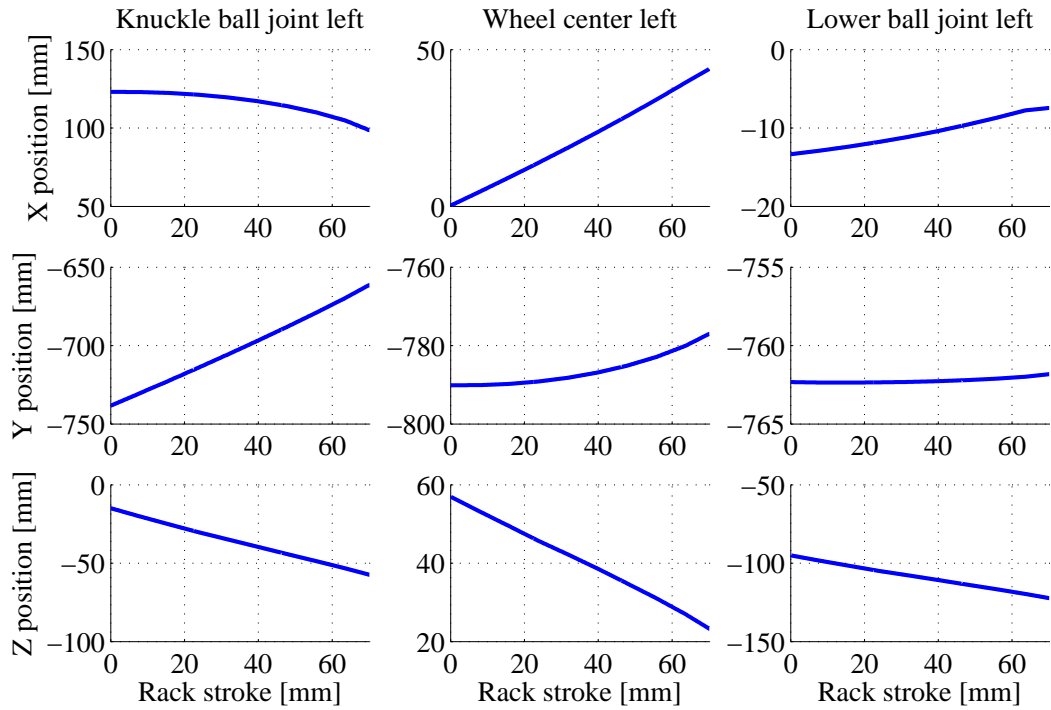 Knuckle ball joint left
Wheel center left
Lower ball joint left
X position [mm]
150
100
50
0 20 40 60
50
0
0 20 40 60
0
−10
−20
0 20 40 60
Y position [mm]
−650
−700
−750
0 20 40 60
−760
−780
−800
0 20 40 60
−755
−760
−765
0 20 40 60
Z position [mm]
0
−50
−100
0 20 40 60
Rack stroke [mm]
60
40
20
0 20 40 60
Rack stroke [mm]
−50
−100
−150
0 20 40 60
Rack stroke [mm]